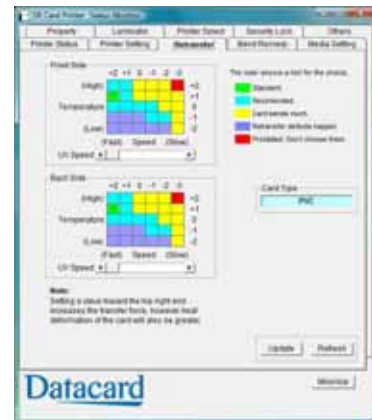 SR Card Printer Status Monitor
Property Laminator Printer Select Security Lock Others
Printer Status Printer Setting Retransfer Bend Remedy Media Setting
Front Side
+2 +1 0 -1 -2 -3
(High) +2
+1
Temperature 0
-1
(Low) -2
(Fast) Speed (Slow)
UV Speed
The color shows a hint for the choice.
Standard.
Recommended.
Card bends much.
Retransfer defects happen.
Prohibited. Don't choose them.
Back Side
+2 +1 0 -1 -2 -3
(High) +2
+1
Temperature 0
-1
(Low) -2
(Fast) Speed (Slow)
UV Speed
Card Type
PVC
Note:
Setting a value toward the top right end
increases the transfer force, however heat
deformation of the card will also be greater.
Update Refresh
Datacard
Minimize